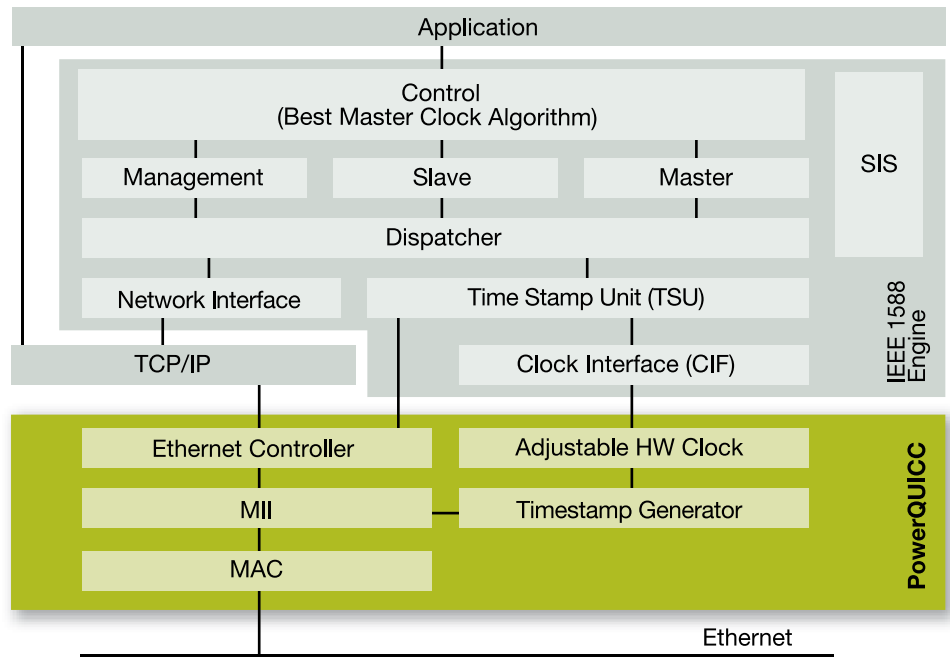 Application
Control
(Best Master Clock Algorithm)
SIS
Management
Slave
Master
Dispatcher
Network Interface
Time Stamp Unit (TSU)
IEEE 1588
Engine
TCP/IP
Clock Interface (CIF)
Ethernet Controller
Adjustable HW Clock
MII
Timestamp Generator
PowerQUICC
MAC
Ethernet